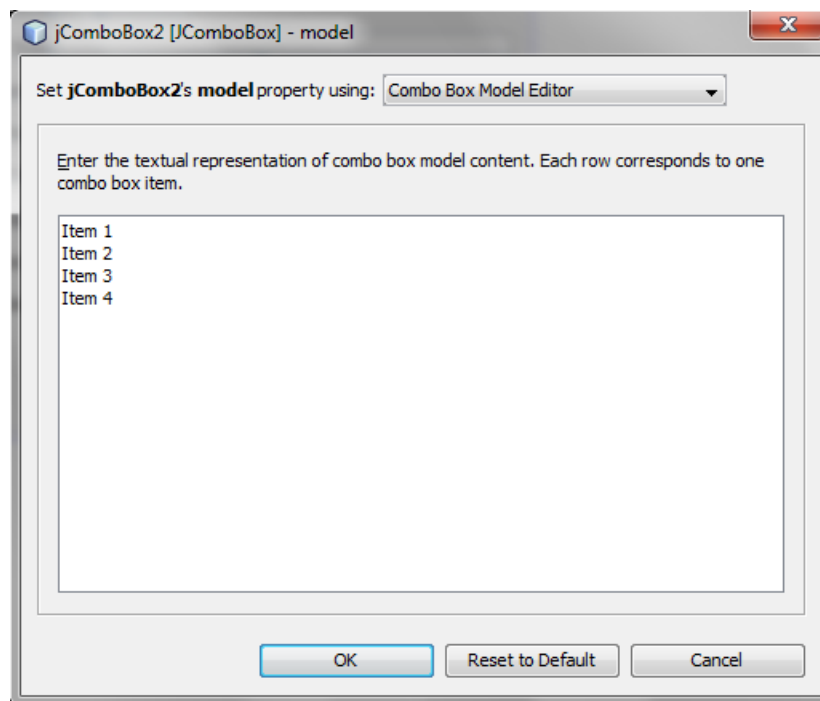 jComboBox2 [JComboBox] - model
Set jComboBox2's model property using: Combo Box Model Editor
Enter the textual representation of combo box model content. Each row corresponds to one
combo box item.
Item 1
Item 2
Item 3
Item 4
OK Reset to Default Cancel